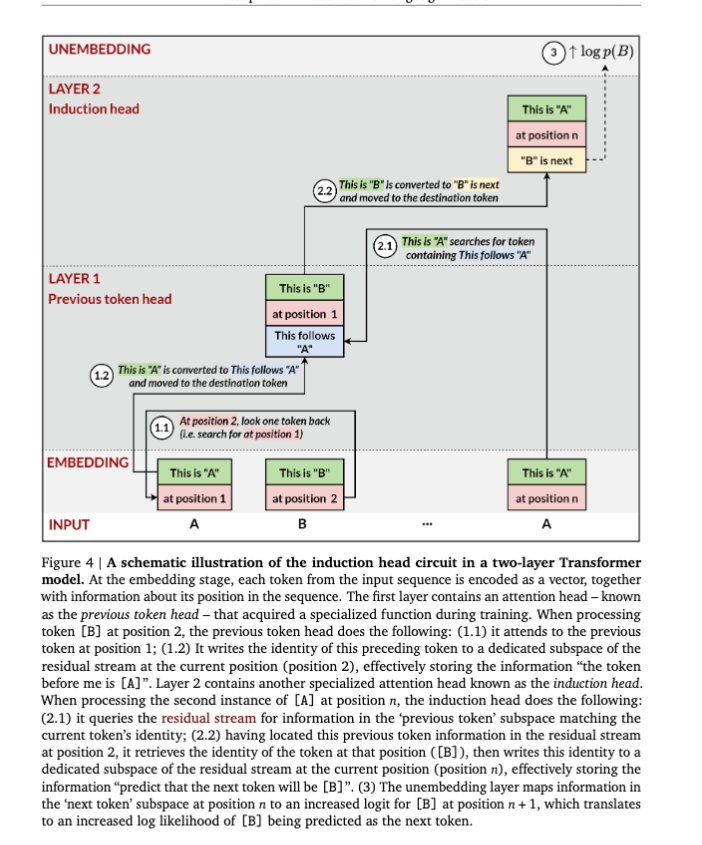 UNEMBEDDING
3 ↑ log p(B)
LAYER 2
Induction head
This is "A"
at position n
"B" is next
2.2 This is "B" is converted to "B" is next
and moved to the destination token
2.1 This is "A" searches for token
containing This follows "A"
LAYER 1
Previous token head
This is "B"
at position 1
This follows
"A"
1.2 This is "A" is converted to This follows "A"
and moved to the destination token
1.1 At position 2, look one token back
(i.e. search for at position 1)
EMBEDDING
This is "A" This is "B" This is "A"
at position 1 at position 2 at position n
INPUT A B ... A
Figure 4 | A schematic illustration of the induction head circuit in a two-layer Transformer
model. At the embedding stage, each token from the input sequence is encoded as a vector, together
with information about its position in the sequence. The first layer contains an attention head – known
as the previous token head – that acquired a specialized function during training. When processing
token [B] at position 2, the previous token head does the following: (1.1) it attends to the previous
token at position 1; (1.2) It writes the identity of this preceding token to a dedicated subspace of the
residual stream at the current position (position 2), effectively storing the information “the token
before me is [A]”. Layer 2 contains another specialized attention head known as the induction head.
When processing the second instance of [A] at position n, the induction head does the following:
(2.1) it queries the residual stream for information in the ‘previous token’ subspace matching the
current token’s identity; (2.2) having located this previous token information in the residual stream
at position 2, it retrieves the identity of the token at that position ([B]), then writes this identity to a
dedicated subspace of the residual stream at the current position (position n), effectively storing the
information “predict that the next token will be [B]”. (3) The unembedding layer maps information in
the ‘next token’ subspace at position n to an increased logit for [B] at position n + 1, which translates
to an increased log likelihood of [B] being predicted as the next token.